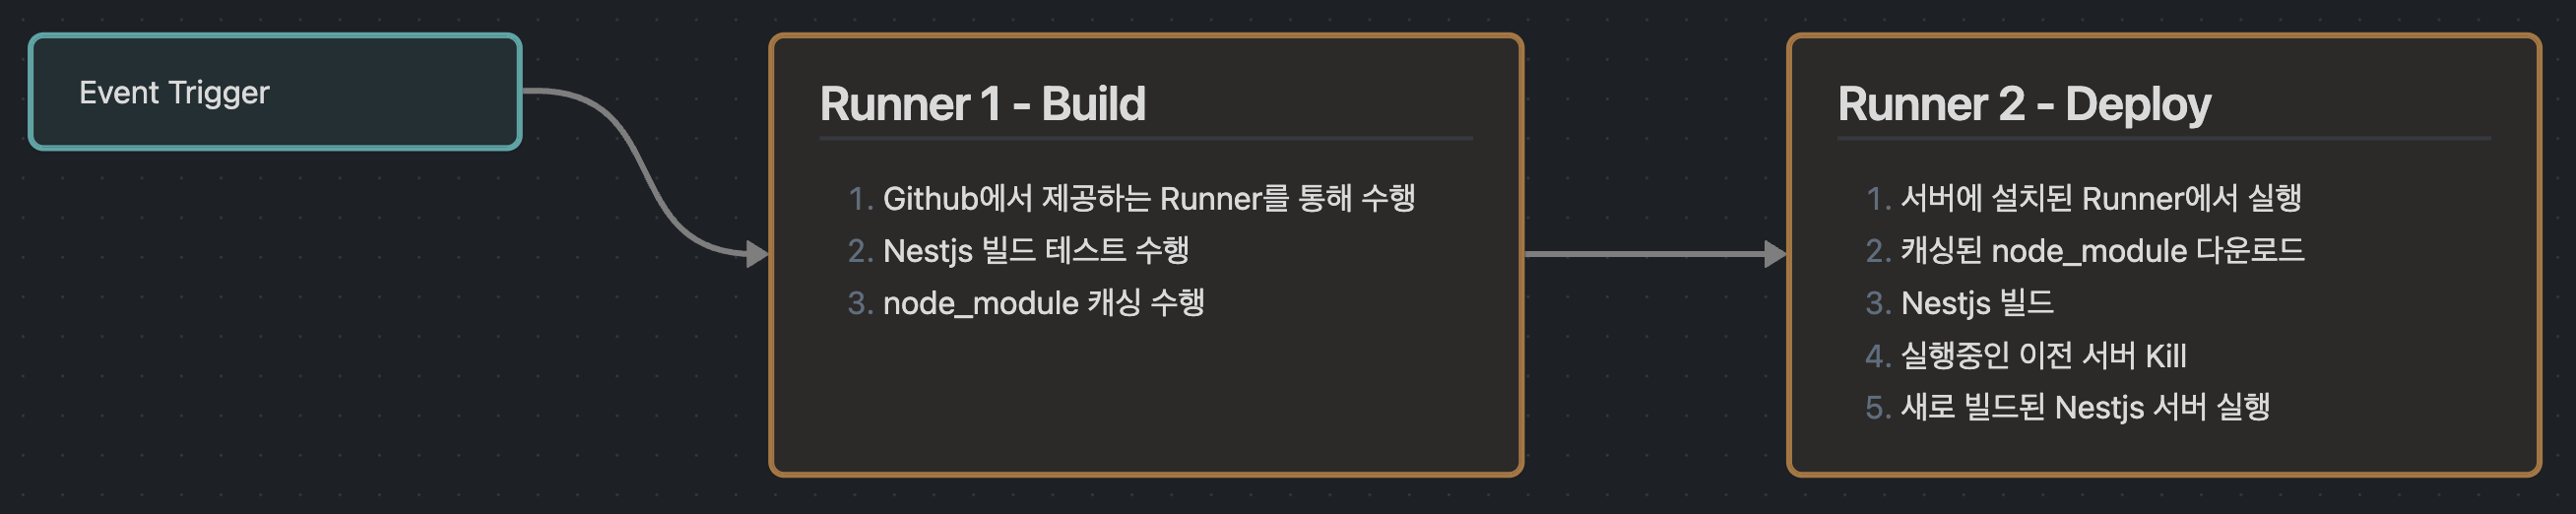 Event Trigger
Runner 1 - Build
1. Github에서 제공하는 Runner를 통해 수행
2. Nestjs 빌드 테스트 수행
3. node_module 캐싱 수행
Runner 2 - Deploy
1. 서버에 설치된 Runner에서 실행
2. 캐싱된 node_module 다운로드
3. Nestjs 빌드
4. 실행중인 이전 서버 Kill
5. 새로 빌드된 Nestjs 서버 실행